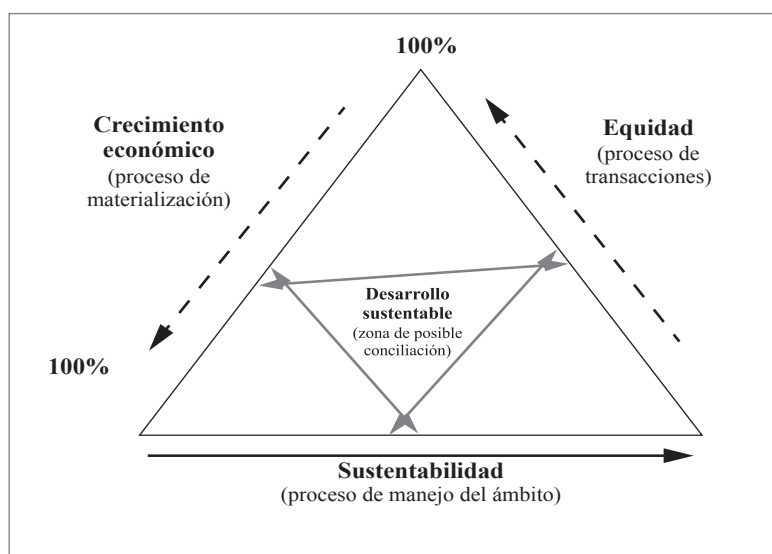 100%
Crecimiento
económico
(proceso de
materialización)
Equidad
(proceso de
transacciones)
Desarrollo
sustentable
(zona de posible
conciliación)
100%
Sustentabilidad
(proceso de manejo del ámbito)